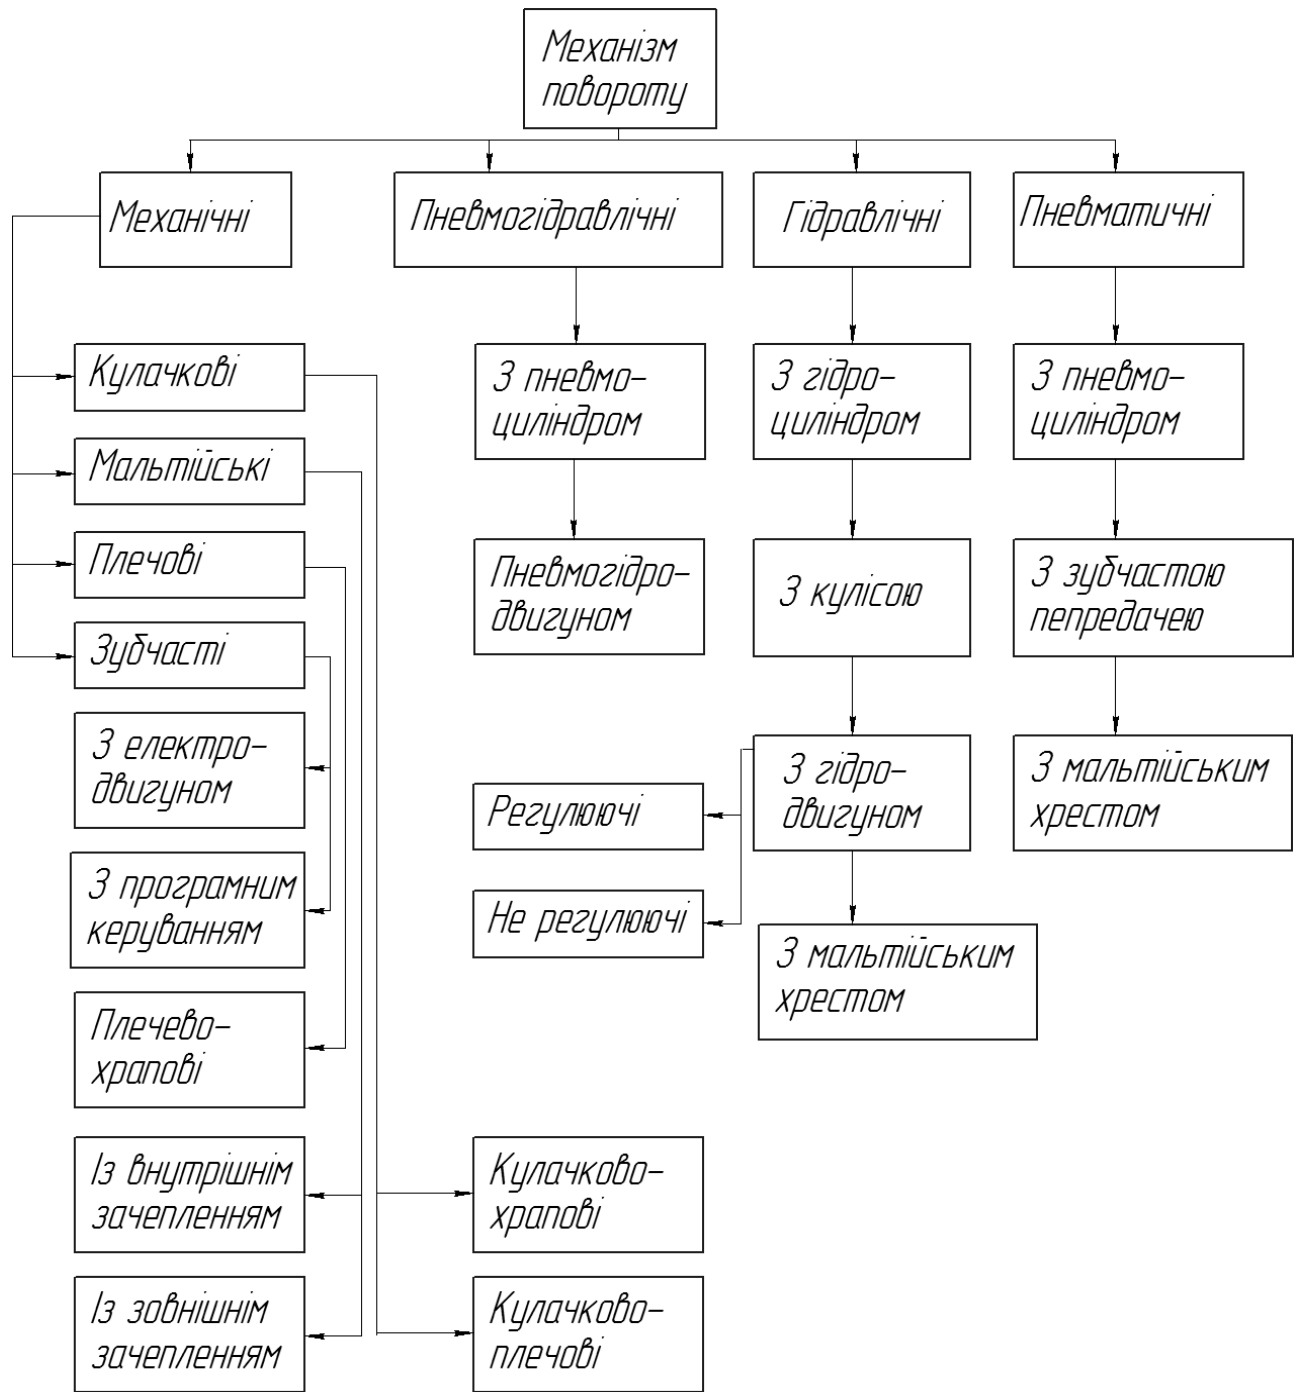 Механізм
повороту
Механічні
Пневмогідравлічні
Гідравлічні
Пневматичні
Кулачкові
Мальтійські
Плечові
Зубчасті
З електро-
двигуном
З програмним
керуванням
Плечево-
храпові
Із внутрішнім
зачепленням
Із зовнішнім
зачепленням
З пневмо-
циліндром
Пневмогідро-
двигуном
З гідро-
циліндром
З кулісою
З гідро-
двигуном
Регулюючі
Не регулюючі
З мальтійським
хрестом
З пневмо-
циліндром
З зубчастою
пепредачею
З мальтійським
хрестом
Кулачково-
храпові
Кулачково-
плечові